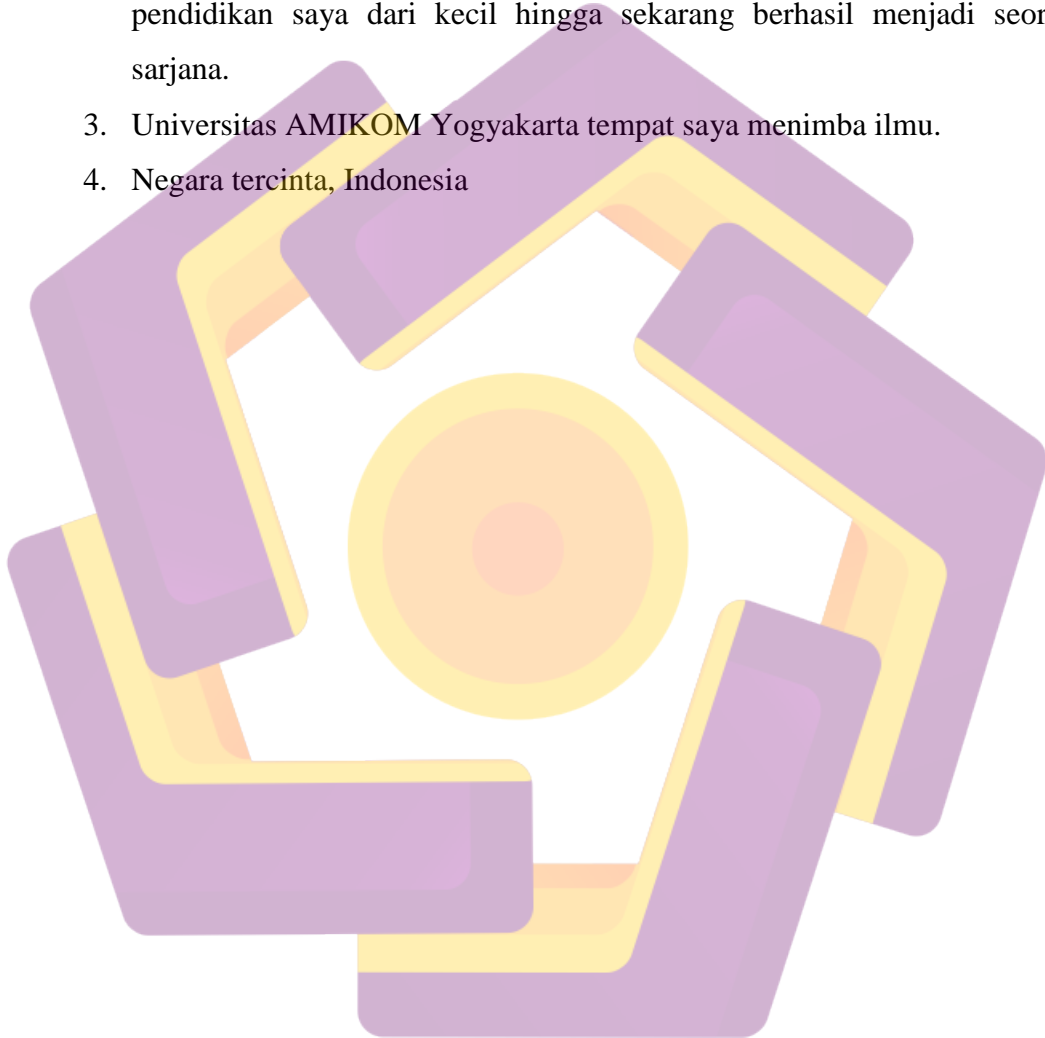 pendidikan saya dari kecil hingga sekarang berhasil menjadi
sarjana.
3. Universitas AMIKOM Yogyakarta tempat saya menimba ilmu.
4. Negara tercinta, Indonesia